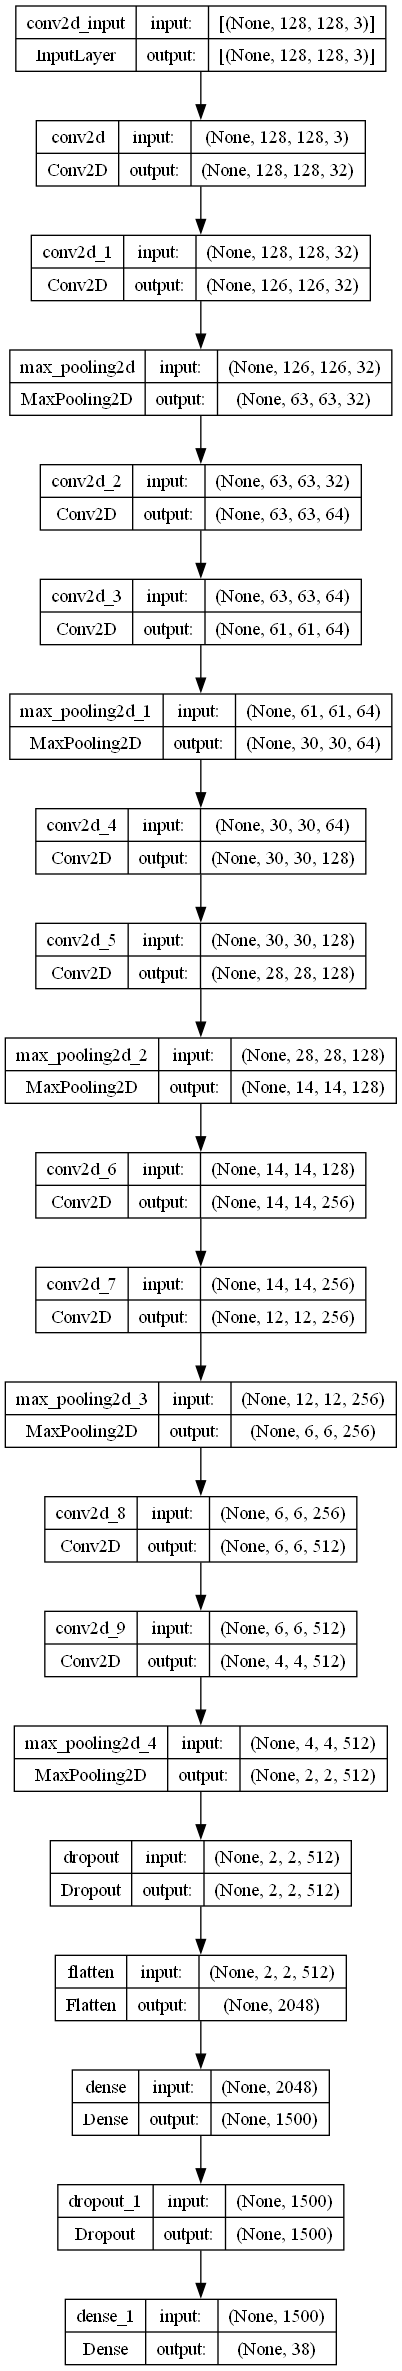 conv2d_input input: [(None, 128, 128, 3)]
InputLayer output: [(None, 128, 128, 3)]
conv2d input: (None, 128, 128, 3)
Conv2D output: (None, 128, 128, 32)
conv2d_1 input: (None, 128, 128, 32)
Conv2D output: (None, 126, 126, 32)
max_pooling2d input: (None, 126, 126, 32)
MaxPooling2D output: (None, 63, 63, 32)
conv2d_2 input: (None, 63, 63, 32)
Conv2D output: (None, 63, 63, 64)
conv2d_3 input: (None, 63, 63, 64)
Conv2D output: (None, 61, 61, 64)
max_pooling2d_1 input: (None, 61, 61, 64)
MaxPooling2D output: (None, 30, 30, 64)
conv2d_4 input: (None, 30, 30, 64)
Conv2D output: (None, 30, 30, 128)
conv2d_5 input: (None, 30, 30, 128)
Conv2D output: (None, 28, 28, 128)
max_pooling2d_2 input: (None, 28, 28, 128)
MaxPooling2D output: (None, 14, 14, 128)
conv2d_6 input: (None, 14, 14, 128)
Conv2D output: (None, 14, 14, 256)
conv2d_7 input: (None, 14, 14, 256)
Conv2D output: (None, 12, 12, 256)
max_pooling2d_3 input: (None, 12, 12, 256)
MaxPooling2D output: (None, 6, 6, 256)
conv2d_8 input: (None, 6, 6, 256)
Conv2D output: (None, 6, 6, 512)
conv2d_9 input: (None, 6, 6, 512)
Conv2D output: (None, 4, 4, 512)
max_pooling2d_4 input: (None, 4, 4, 512)
MaxPooling2D output: (None, 2, 2, 512)
dropout input: (None, 2, 2, 512)
Dropout output: (None, 2, 2, 512)
flatten input: (None, 2, 2, 512)
Flatten output: (None, 2048)
dense input: (None, 2048)
Dense output: (None, 1500)
dropout_1 input: (None, 1500)
Dropout output: (None, 1500)
dense_1 input: (None, 1500)
Dense output: (None, 38)